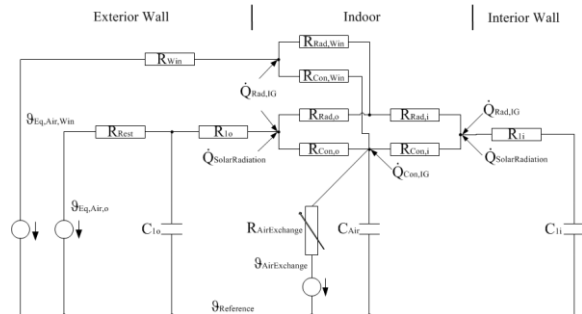 Exterior Wall
Indoor
Interior Wall
RRad,Win
RWin
RCon,Win
Q̇Rad,IG
ϑEq,Air,Win
RRest
R1o
RRad,o
RRad,i
Q̇Rad,IG
R1i
Q̇SolarRadiation
RCon,o
RCon,i
Q̇SolarRadiation
Q̇Con,IG
ϑEq,Air,o
C1o
RAirExchange
CAir
C1i
ϑAirExchange
ϑReference